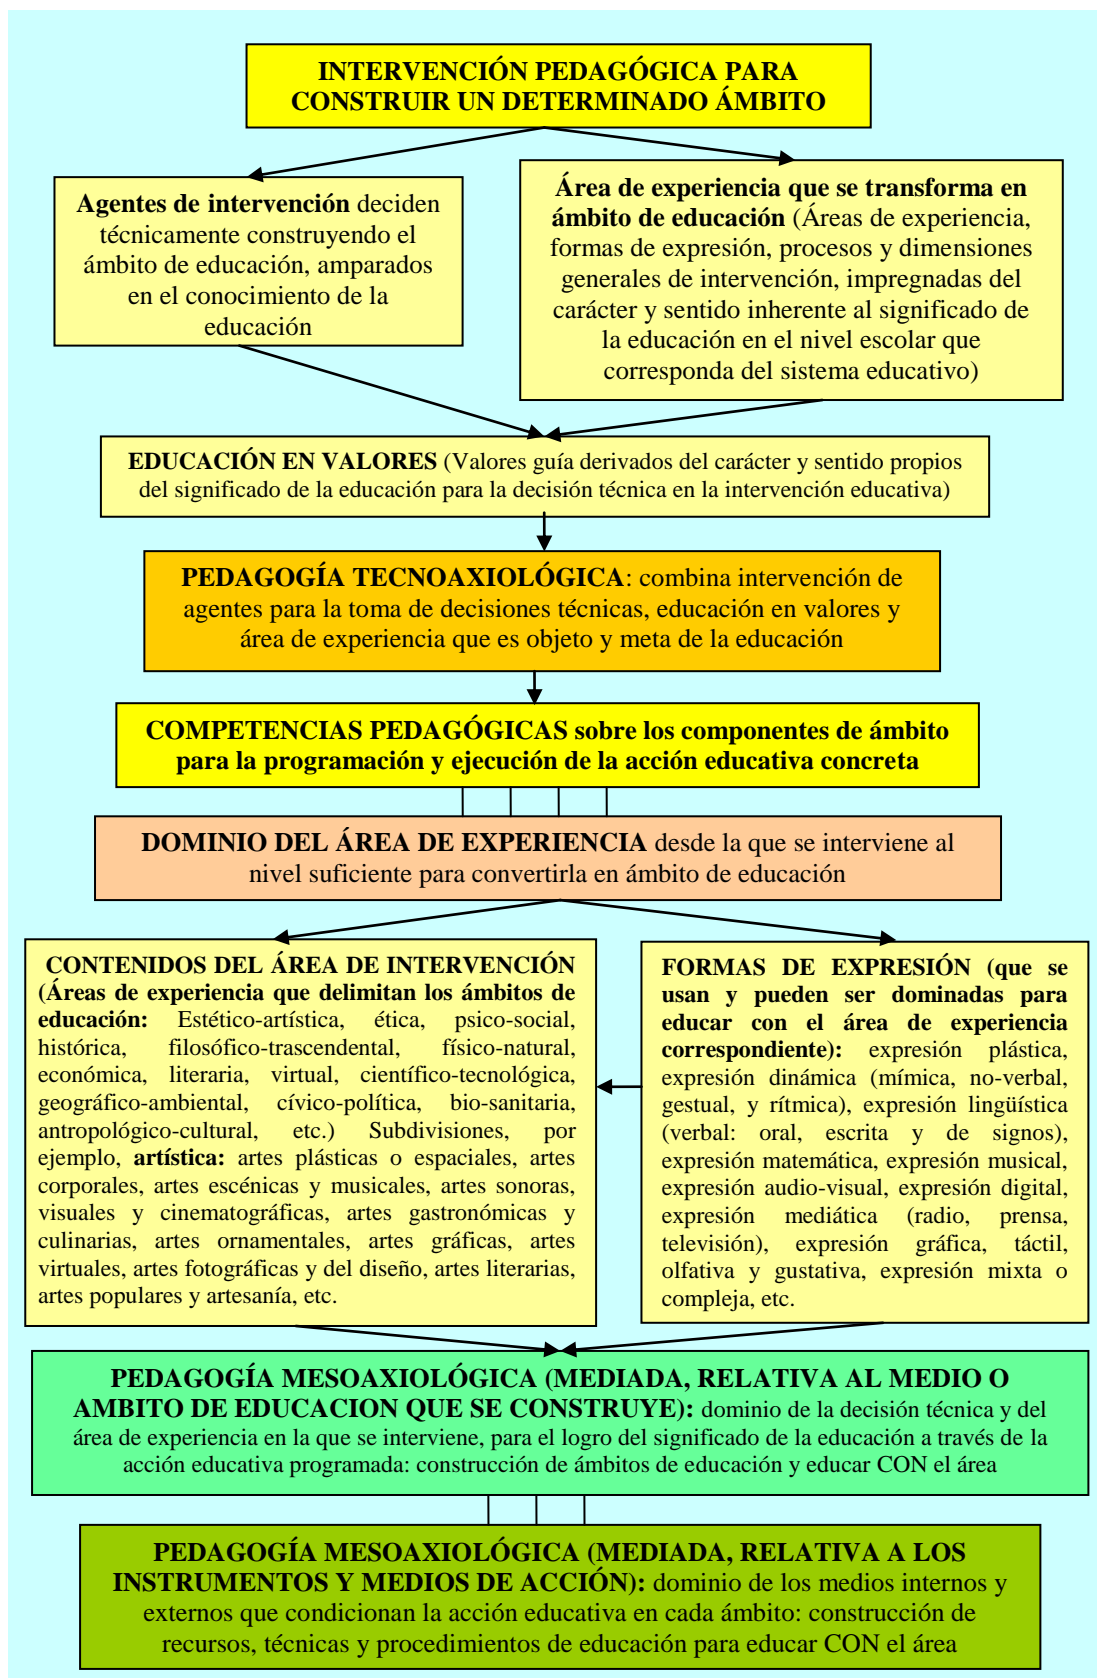 INTERVENCIÓN PEDAGÓGICA PARA
CONSTRUIR UN DETERMINADO ÁMBITO
Agentes de intervención deciden
técnicamente construyendo el
ámbito de educación, amparados
en el conocimiento de la
educación
Área de experiencia que se transforma en
ámbito de educación (Áreas de experiencia,
formas de expresión, procesos y dimensiones
generales de intervención, impregnadas del
carácter y sentido inherente al significado de
la educación en el nivel escolar que
corresponda del sistema educativo)
EDUCACIÓN EN VALORES (Valores guía derivados del carácter y sentido propios
del significado de la educación para la decisión técnica en la intervención educativa)
PEDAGOGÍA TECNOAXIOLÓGICA: combina intervención de
agentes para la toma de decisiones técnicas, educación en valores y
área de experiencia que es objeto y meta de la educación
COMPETENCIAS PEDAGÓGICAS sobre los componentes de ámbito
para la programación y ejecución de la acción educativa concreta
DOMINIO DEL ÁREA DE EXPERIENCIA desde la que se interviene al
nivel suficiente para convertirla en ámbito de educación
CONTENIDOS DEL ÁREA DE INTERVENCIÓN
(Áreas de experiencia que delimitan los ámbitos de
educación: Estético-artística, ética, psico-social,
histórica, filosófico-trascendental, físico-natural,
económica, literaria, virtual, científico-tecnológica,
geográfico-ambiental, cívico-política, bio-sanitaria,
antropológico-cultural, etc.) Subdivisiones, por
ejemplo, artística: artes plásticas o espaciales, artes
corporales, artes escénicas y musicales, artes sonoras,
visuales y cinematográficas, artes gastronómicas y
culinarias, artes ornamentales, artes gráficas, artes
virtuales, artes fotográficas y del diseño, artes literarias,
artes populares y artesanía, etc.
FORMAS DE EXPRESIÓN (que se
usan y pueden ser dominadas para
educar con el área de experiencia
correspondiente): expresión plástica,
expresión dinámica (mímica, no-verbal,
gestual, y rítmica), expresión lingüística
(verbal: oral, escrita y de signos),
expresión matemática, expresión musical,
expresión audio-visual, expresión digital,
expresión mediática (radio, prensa,
televisión), expresión gráfica, táctil,
olfativa y gustativa, expresión mixta o
compleja, etc.
PEDAGOGÍA MESOAXIOLÓGICA (MEDIADA, RELATIVA AL MEDIO O
AMBITO DE EDUCACION QUE SE CONSTRUYE): dominio de la decisión técnica y del
área de experiencia en la que se interviene, para el logro del significado de la educación a través de la
acción educativa programada: construcción de ámbitos de educación y educar CON el área
PEDAGOGÍA MESOAXIOLÓGICA (MEDIADA, RELATIVA A LOS
INSTRUMENTOS Y MEDIOS DE ACCIÓN): dominio de los medios internos y
externos que condicionan la acción educativa en cada ámbito: construcción de
recursos, técnicas y procedimientos de educación para educar CON el área